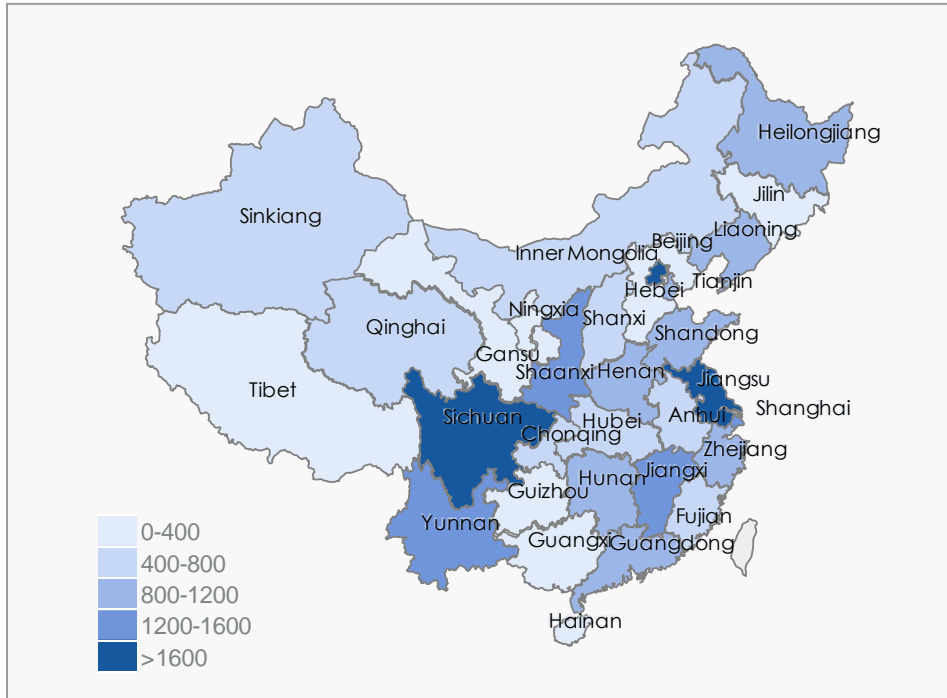 Heilongjiang
Jilin
Sinkiang
Liaoning
Beijing
Inner Mongolia
Tianjin
Hebei
Ningxia
Shanxi
Qinghai
Shandong
Gansu
Shaanxi
Henan
Tibet
Jiangsu
Shanghai
Sichuan
Anhui
Hubei
Chonqing
Zhejiang
Jiangxi
Hunan
Guizhou
Fujian
Yunnan
Guangxi
Guangdong
Hainan
0-400
400-800
800-1200
1200-1600
>1600